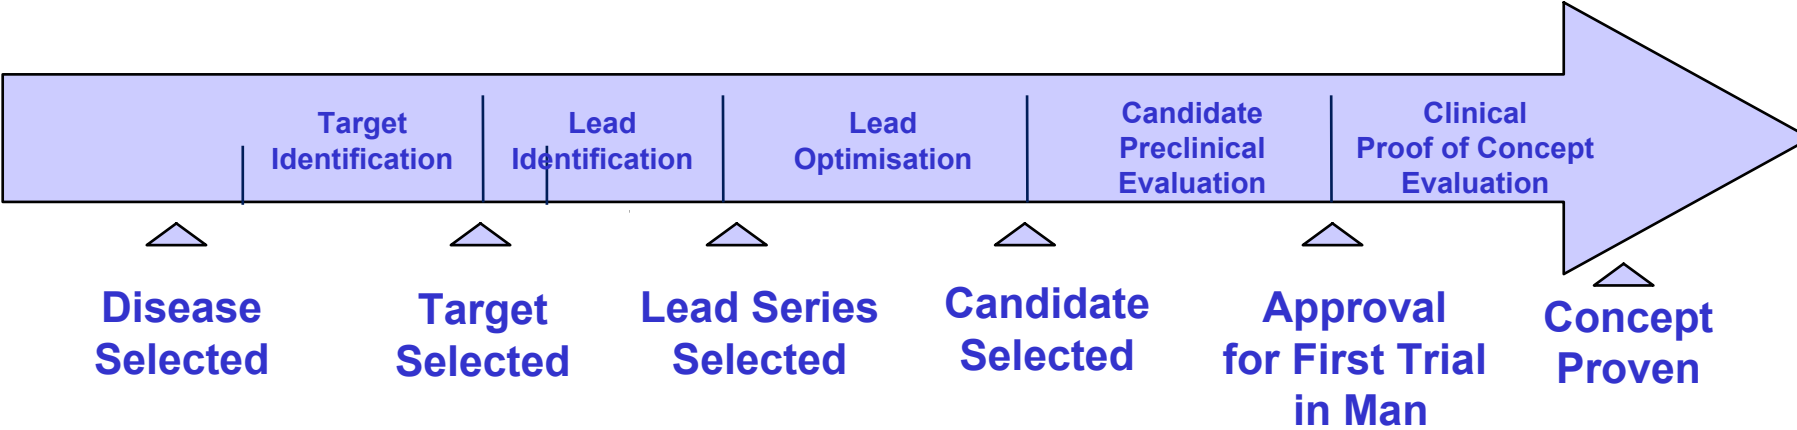 Target
Identification
Lead
Identification
Lead
Optimisation
Candidate
Preclinical
Evaluation
Clinical
Proof of Concept
Evaluation
Disease
Selected
Target
Selected
Lead Series
Selected
Candidate
Selected
Approval
for First Trial
in Man
Concept
Proven